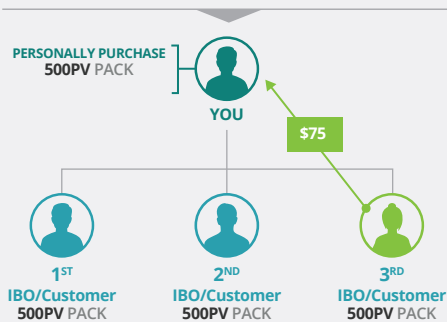 PERSONALLY PURCHASE
500PV PACK
YOU
$75
1ST
IBO/Customer
500PV PACK
2ND
IBO/Customer
500PV PACK
3RD
IBO/Customer
500PV PACK